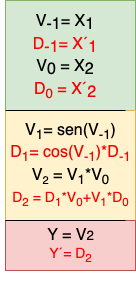 V-1= X1
D-1= X´1
V0 = X2
D0 = X´2
V1= sen(V-1)
D1= cos(V-1)*D-1
V2 = V1*V0
D2 = D1*V0+V1*D0
Y = V2
Y´= D2